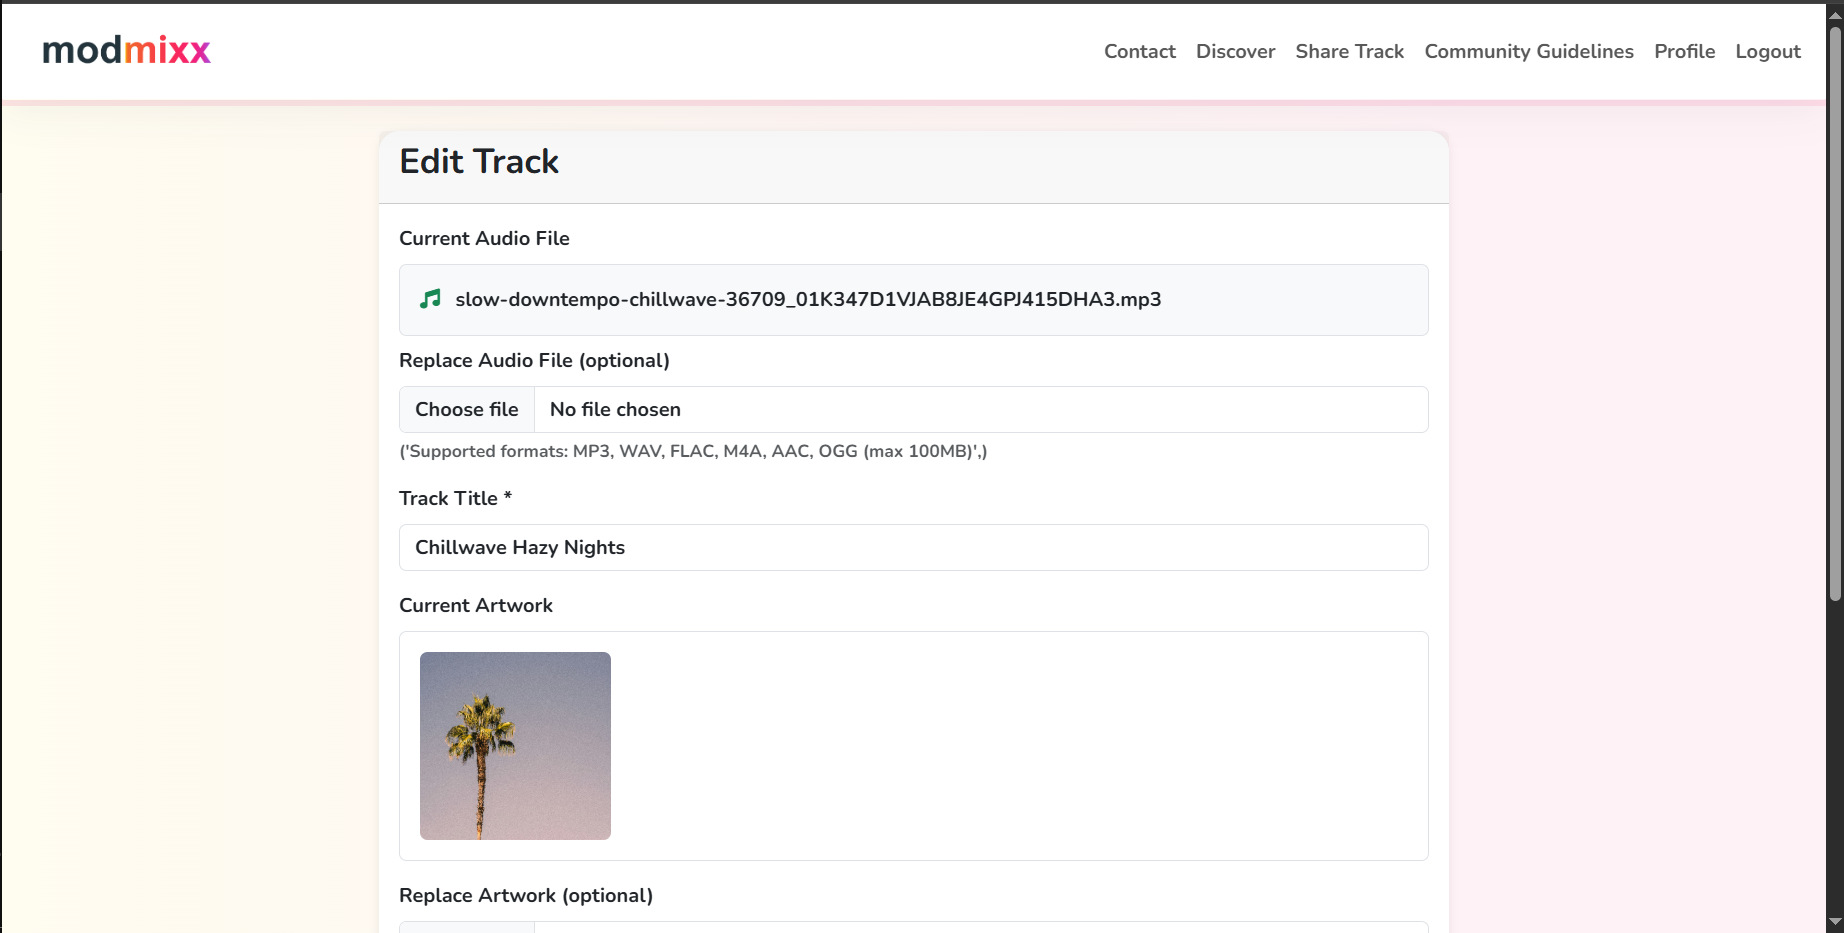 modmixx
Contact Discover Share Track Community Guidelines Profile Logout
Edit Track
Current Audio File
slow-downtempo-chillwave-36709_01K347D1VJAB8JE4GPJ415DHA3.mp3
Replace Audio File (optional)
Choose file No file chosen
('Supported formats: MP3, WAV, FLAC, M4A, AAC, OGG (max 100MB)',)
Track Title *
Chillwave Hazy Nights
Current Artwork
Replace Artwork (optional)